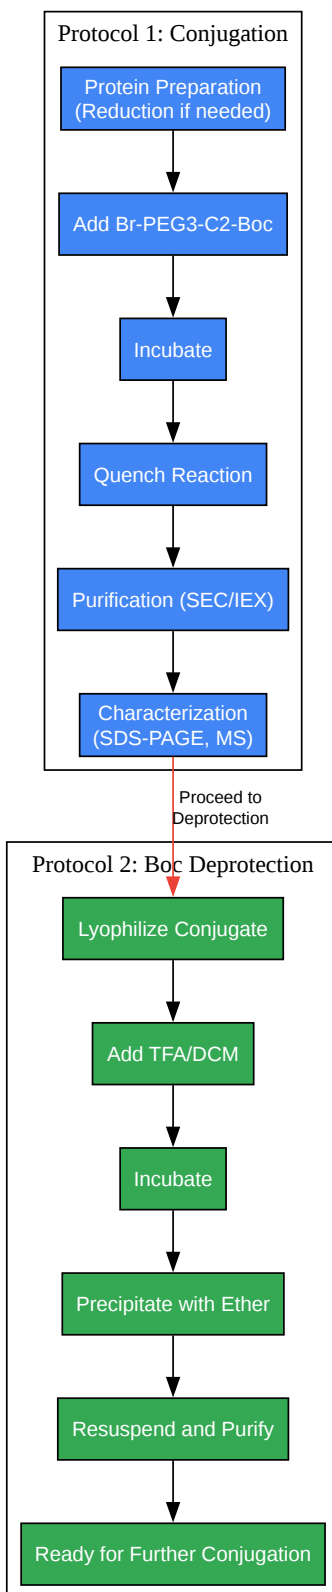 Protocol 1: Conjugation
Protein Preparation
(Reduction if needed)
Add Br-PEG3-C2-Boc
Incubate
Quench Reaction
Purification (SEC/IEX)
Characterization
(SDS-PAGE, MS)
Proceed to
Deprotection
Protocol 2: Boc Deprotection
Lyophilize Conjugate
Add TFA/DCM
Incubate
Precipitate with Ether
Resuspend and Purify
Ready for Further Conjugation